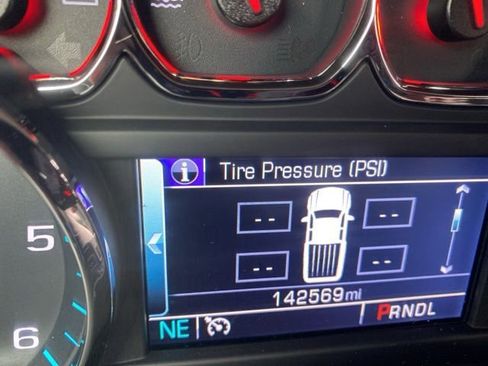 Tire Pressure (PSI)
-- --
-- --
5
142569mi
6
NE PRNDL